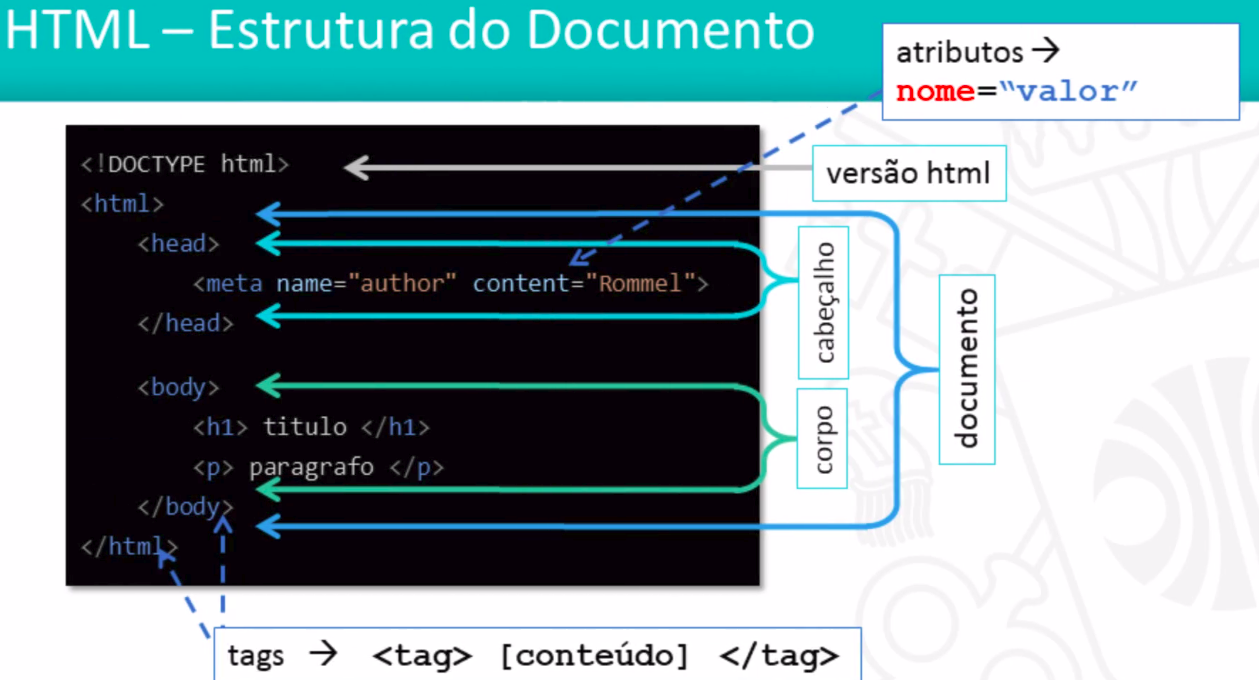 HTML – Estrutura do Documento
atributos →
nome=“valor”
<!DOCTYPE html>
versão html
<html>
<head>
<meta name="author" content="Rommel">
</head>
cabeçalho
<body>
<h1> titulo </h1>
<p> paragrafo </p>
</body>
corpo
</html>
documento
tags → <tag> [conteúdo] </tag>